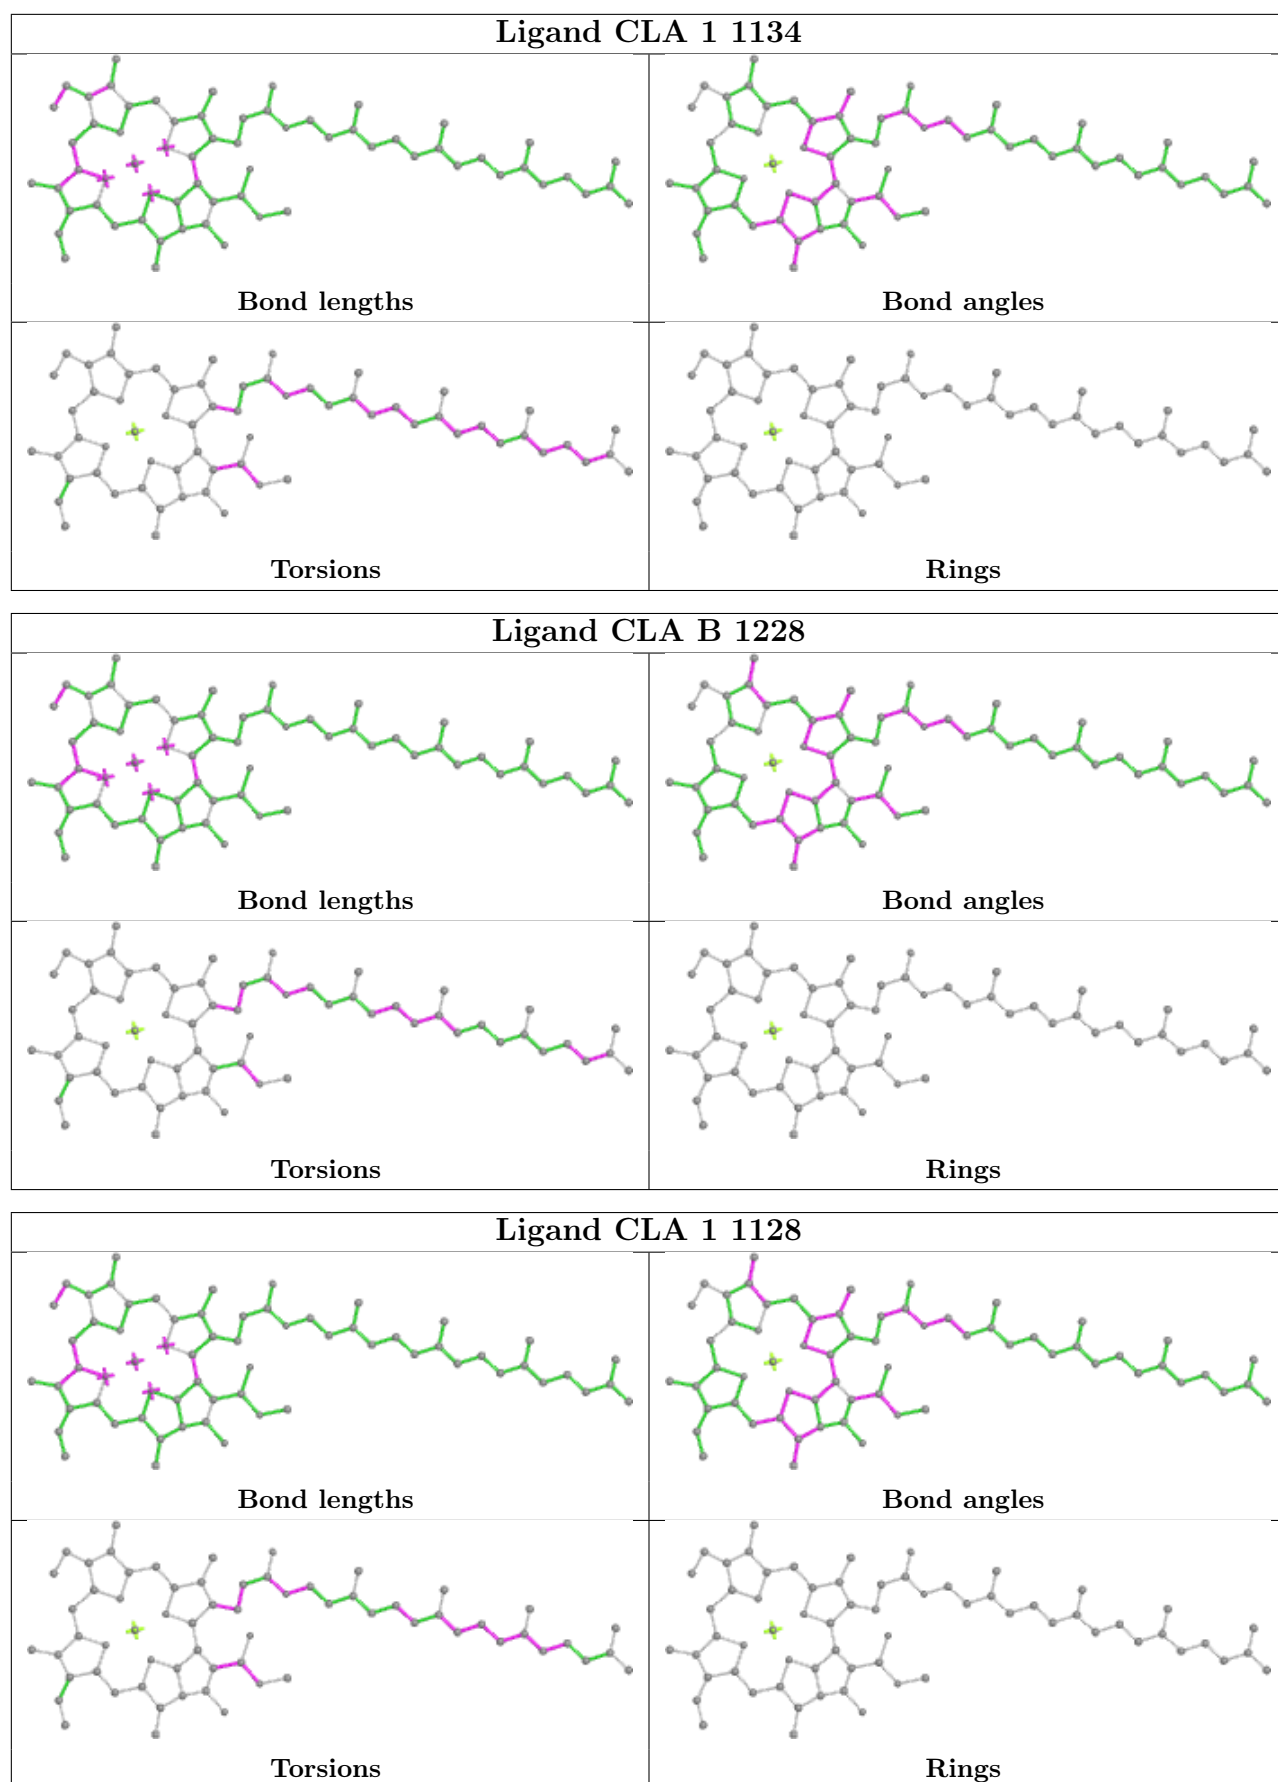 Ligand CLA 1 1134
Bond lengths
Bond angles
Torsions
Rings
Ligand CLA B 1228
Bond lengths
Bond angles
Torsions
Rings
Ligand CLA 1 1128
Bond lengths
Bond angles
Torsions
Rings